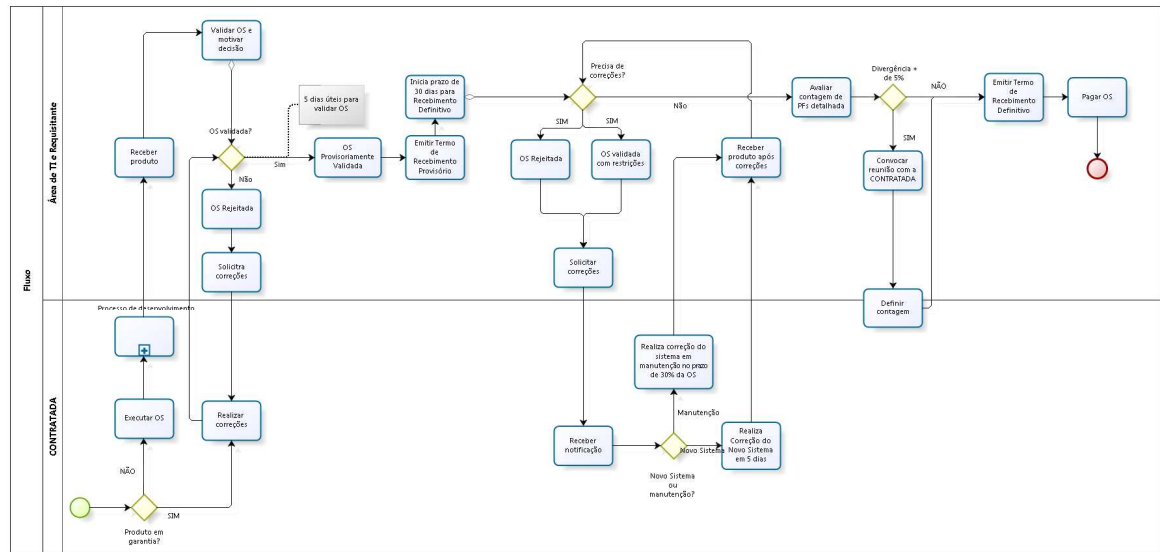 Fluxo
Área de TI e Requisitante
CONTRATADA
Validar OS e
motivar
decisão
5 dias úteis para
validar OS
OS validada?
Receber
produto
Sim
Não
OS
Provisoriamente
Validada
Emitir Termo
de
Recebimento
Provisório
Inicia prazo de
30 dias para
Recebimento
Definitivo
OS Rejeitada
Solicitra
correções
Precisa de
correções?
Não
SIM
SIM
OS Rejeitada
OS validada
com restrições
Solicitar
correções
Receber
produto após
correções
Avaliar
contagem de
PFs detalhada
Divergência +
de 5%
NÃO
SIM
Convocar
reunião com a
CONTRATADA
Definir
contagem
Emitir Termo
de
Recebimento
Definitivo
Pagar OS
Processo de desenvolvimento
Executar OS
Realizar
correções
NÃO
SIM
Produto em
garantia?
Receber
notificação
Realiza correção do
sistema em
manutenção no prazo
de 30% da OS
Manutenção
Novo Sistema
Novo Sistema
ou
manutenção?
Realiza
Correção do
Novo Sistema
em 5 dias